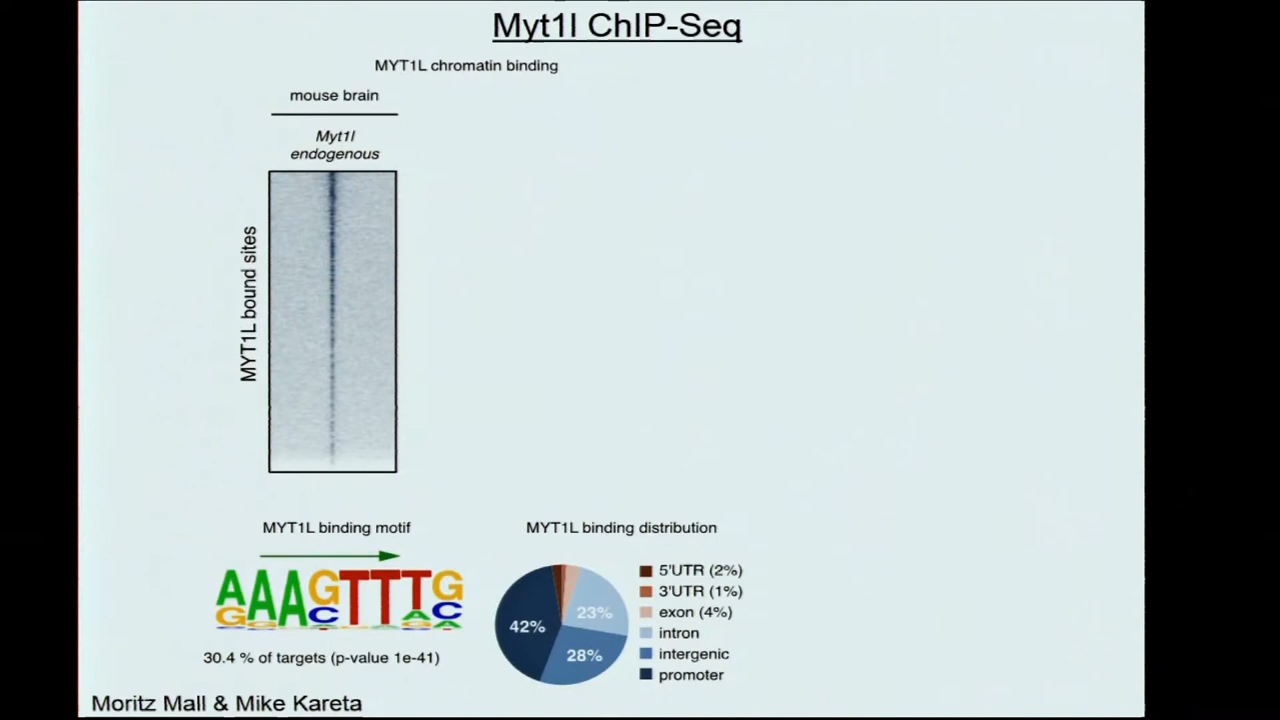 Myt1l ChIP-Seq
MYT1L chromatin binding
mouse brain
Myt1l
endogenous
MYT1L bound sites
MYT1L binding motif
AAAGTTTG
GCAC
GA
30.4 % of targets (p-value 1e-41)
MYT1L binding distribution
42%
23%
28%
5'UTR (2%)
3'UTR (1%)
exon (4%)
intron
intergenic
promoter
Moritz Mall & Mike Kareta